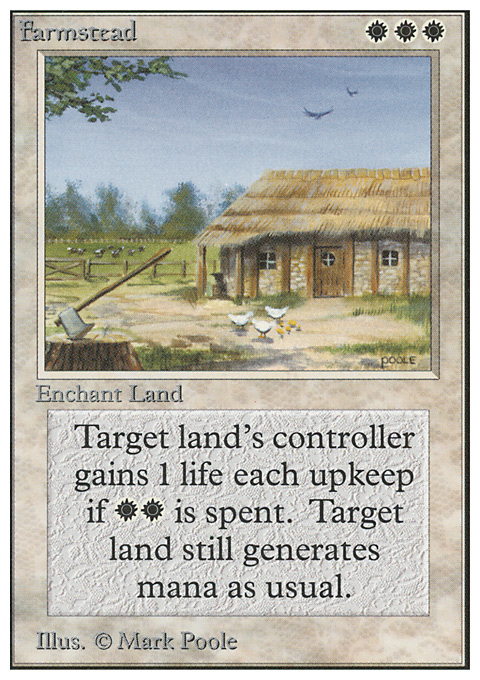 Farmstead
POOLE
Enchant Land
Target land's controller
gains 1 life each upkeep
if is spent. Target
land still generates
mana as usual.
Illus. © Mark Poole